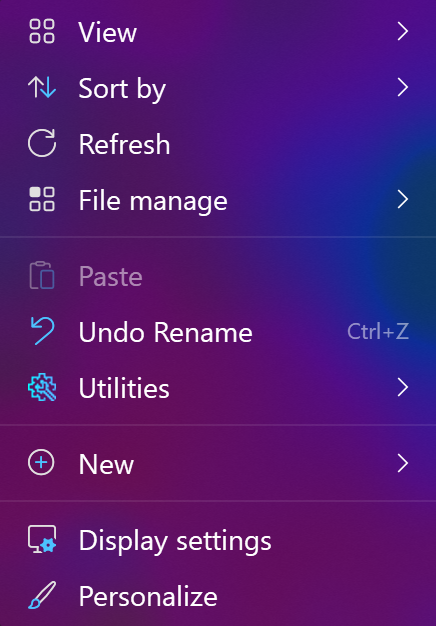 View
Sort by
Refresh
File manage
Paste
Undo Rename Ctrl+Z
Utilities
New
Display settings
Personalize